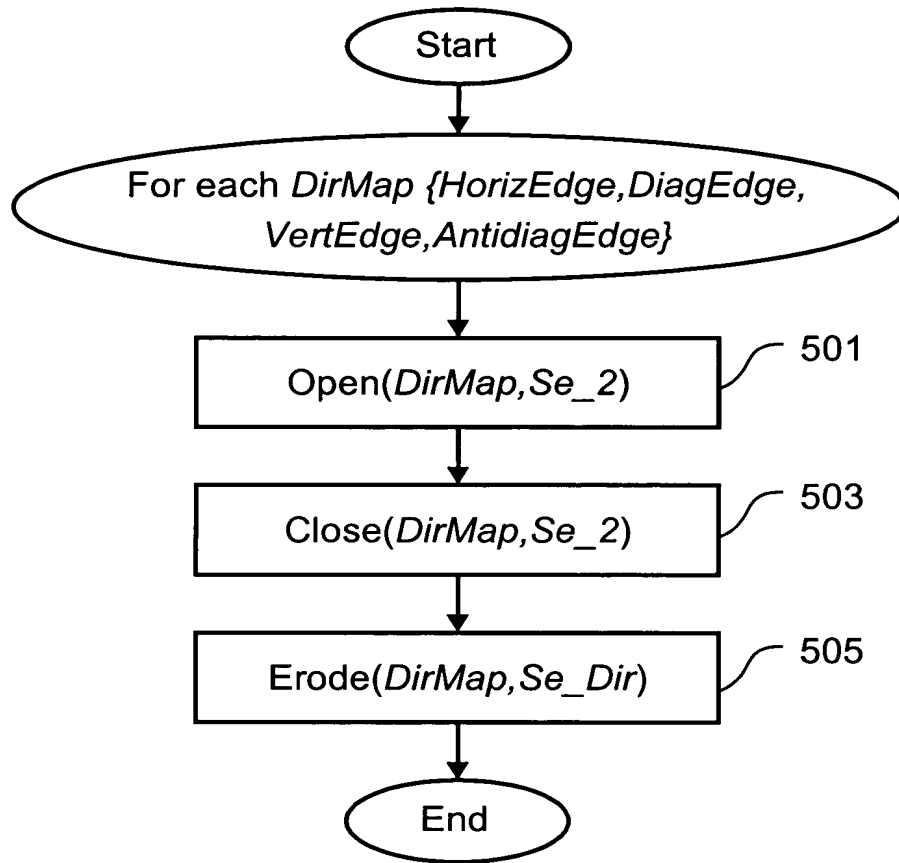 Start
For each DirMap {HorizEdge,DiagEdge,
VertEdge,AntidiagEdge}
501
Open(DirMap,Se_2)
503
Close(DirMap,Se_2)
505
Erode(DirMap,Se_Dir)
End